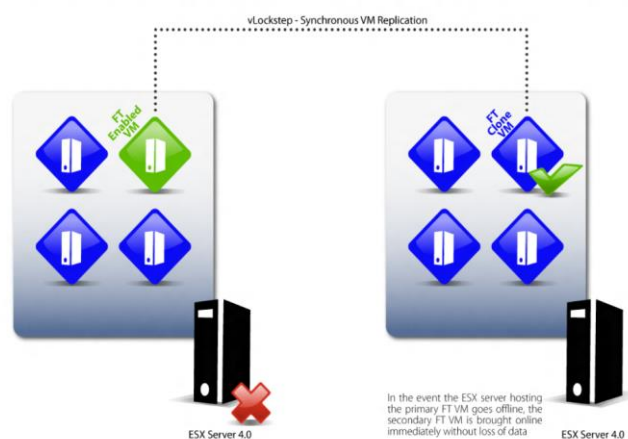 vLockstep - Synchronous VM Replication
FT
Enabled
VM
FT
Clone
VM
In the event the ESX server hosting
the primary FT VM goes offline, the
secondary FT VM is brought online
immediately without loss of data
ESX Server 4.0
ESX Server 4.0